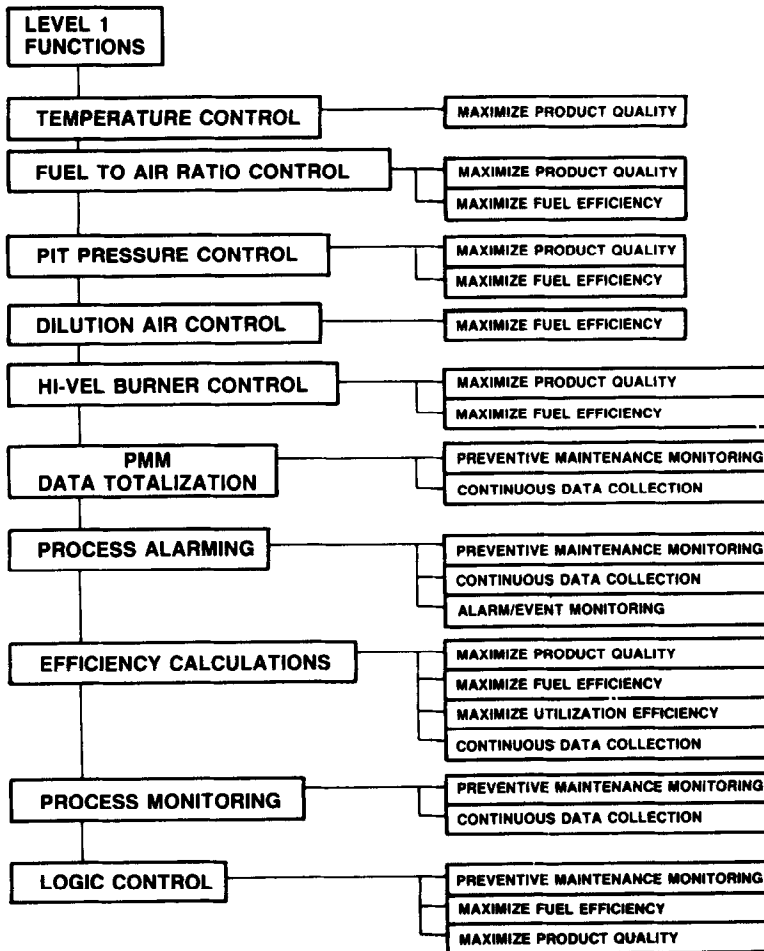 LEVEL 1
FUNCTIONS
TEMPERATURE CONTROL
MAXIMIZE PRODUCT QUALITY
FUEL TO AIR RATIO CONTROL
MAXIMIZE PRODUCT QUALITY
MAXIMIZE FUEL EFFICIENCY
PIT PRESSURE CONTROL
MAXIMIZE PRODUCT QUALITY
MAXIMIZE FUEL EFFICIENCY
DILUTION AIR CONTROL
MAXIMIZE FUEL EFFICIENCY
HI-VEL BURNER CONTROL
MAXIMIZE PRODUCT QUALITY
MAXIMIZE FUEL EFFICIENCY
PMM
DATA TOTALIZATION
PREVENTIVE MAINTENANCE MONITORING
CONTINUOUS DATA COLLECTION
PROCESS ALARMING
PREVENTIVE MAINTENANCE MONITORING
CONTINUOUS DATA COLLECTION
ALARM/EVENT MONITORING
EFFICIENCY CALCULATIONS
MAXIMIZE PRODUCT QUALITY
MAXIMIZE FUEL EFFICIENCY
MAXIMIZE UTILIZATION EFFICIENCY
CONTINUOUS DATA COLLECTION
PROCESS MONITORING
PREVENTIVE MAINTENANCE MONITORING
CONTINUOUS DATA COLLECTION
LOGIC CONTROL
PREVENTIVE MAINTENANCE MONITORING
MAXIMIZE FUEL EFFICIENCY
MAXIMIZE PRODUCT QUALITY